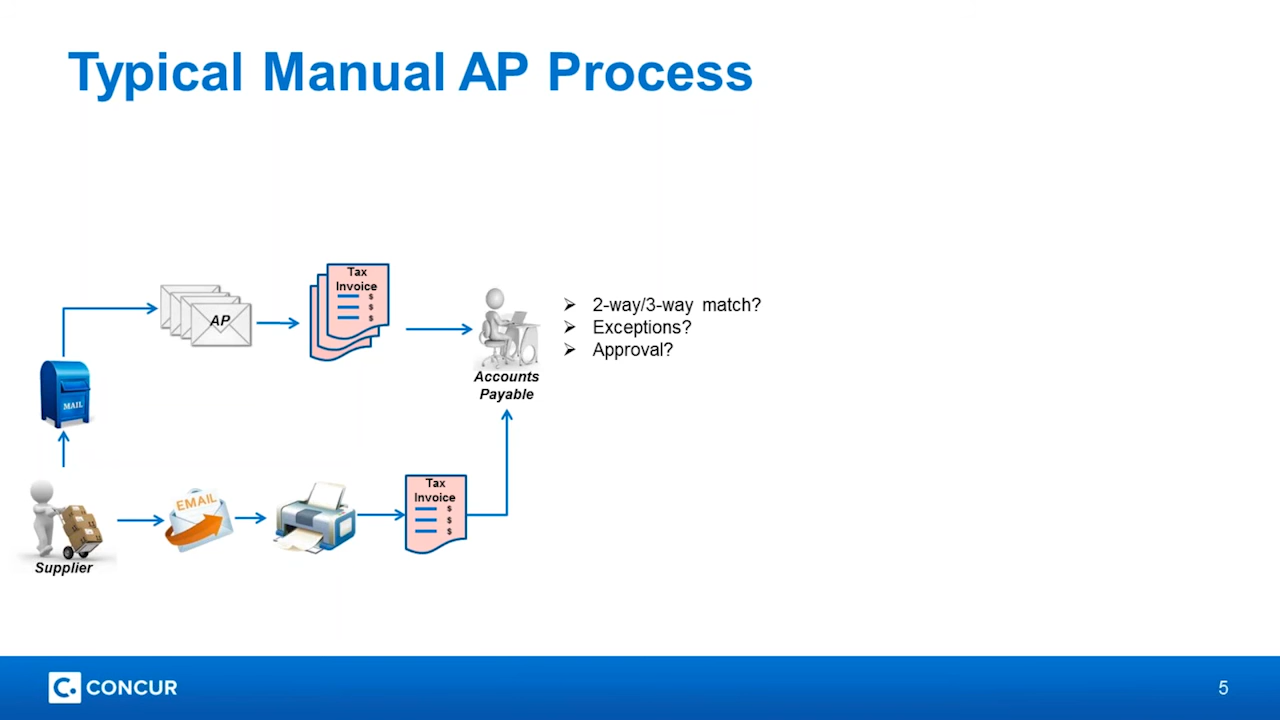 Typical Manual AP Process
Tax
Invoice
$
$
$
AP
2-way/3-way match?
Exceptions?
Approval?
Accounts
Payable
MAIL
Tax
Invoice
$
$
$
EMAIL
Supplier
C. CONCUR
5